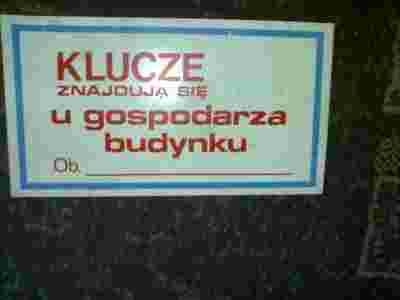 KLUCZE
ZNAJDUJĄ SIĘ
u gospodarza
budynku
Ob.